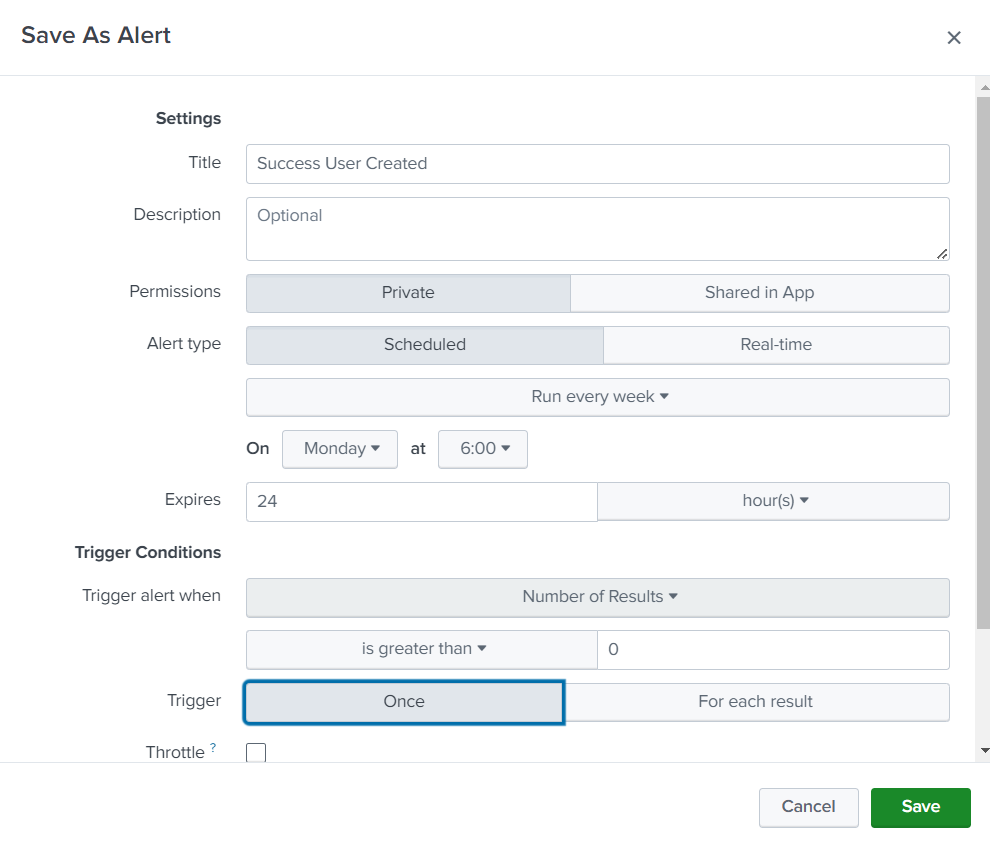 Save As Alert
Settings
Title Success User Created
Description Optional
Permissions Private Shared in App
Alert type Scheduled Real-time
Run every week
On Monday at 6:00
Expires 24 hour(s)
Trigger Conditions
Trigger alert when Number of Results
is greater than 0
Trigger Once For each result
Throttle ?
Cancel Save